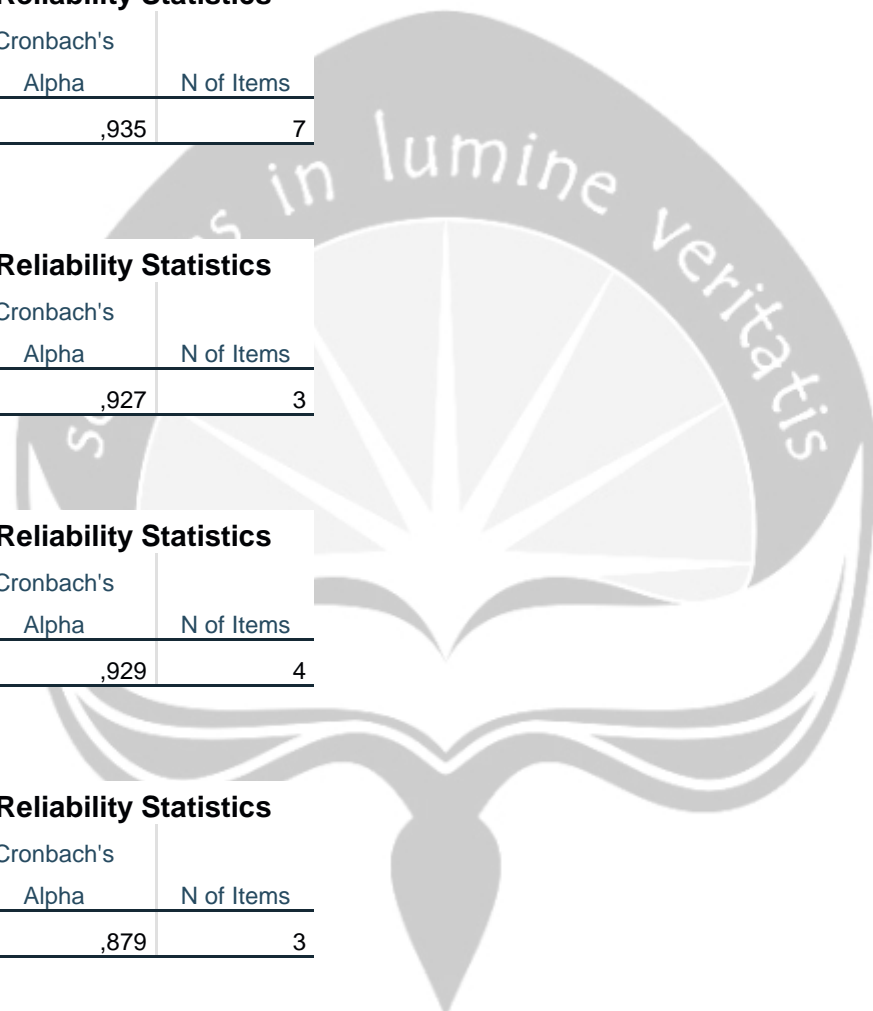 Reliability Statistics
Cronbach's
Alpha N of Items
,935 7
in lumine veritatis
Reliability Statistics
Cronbach's
Alpha N of Items
,927 3
Reliability Statistics
Cronbach's
Alpha N of Items
,929 4
Reliability Statistics
Cronbach's
Alpha N of Items
,879 3